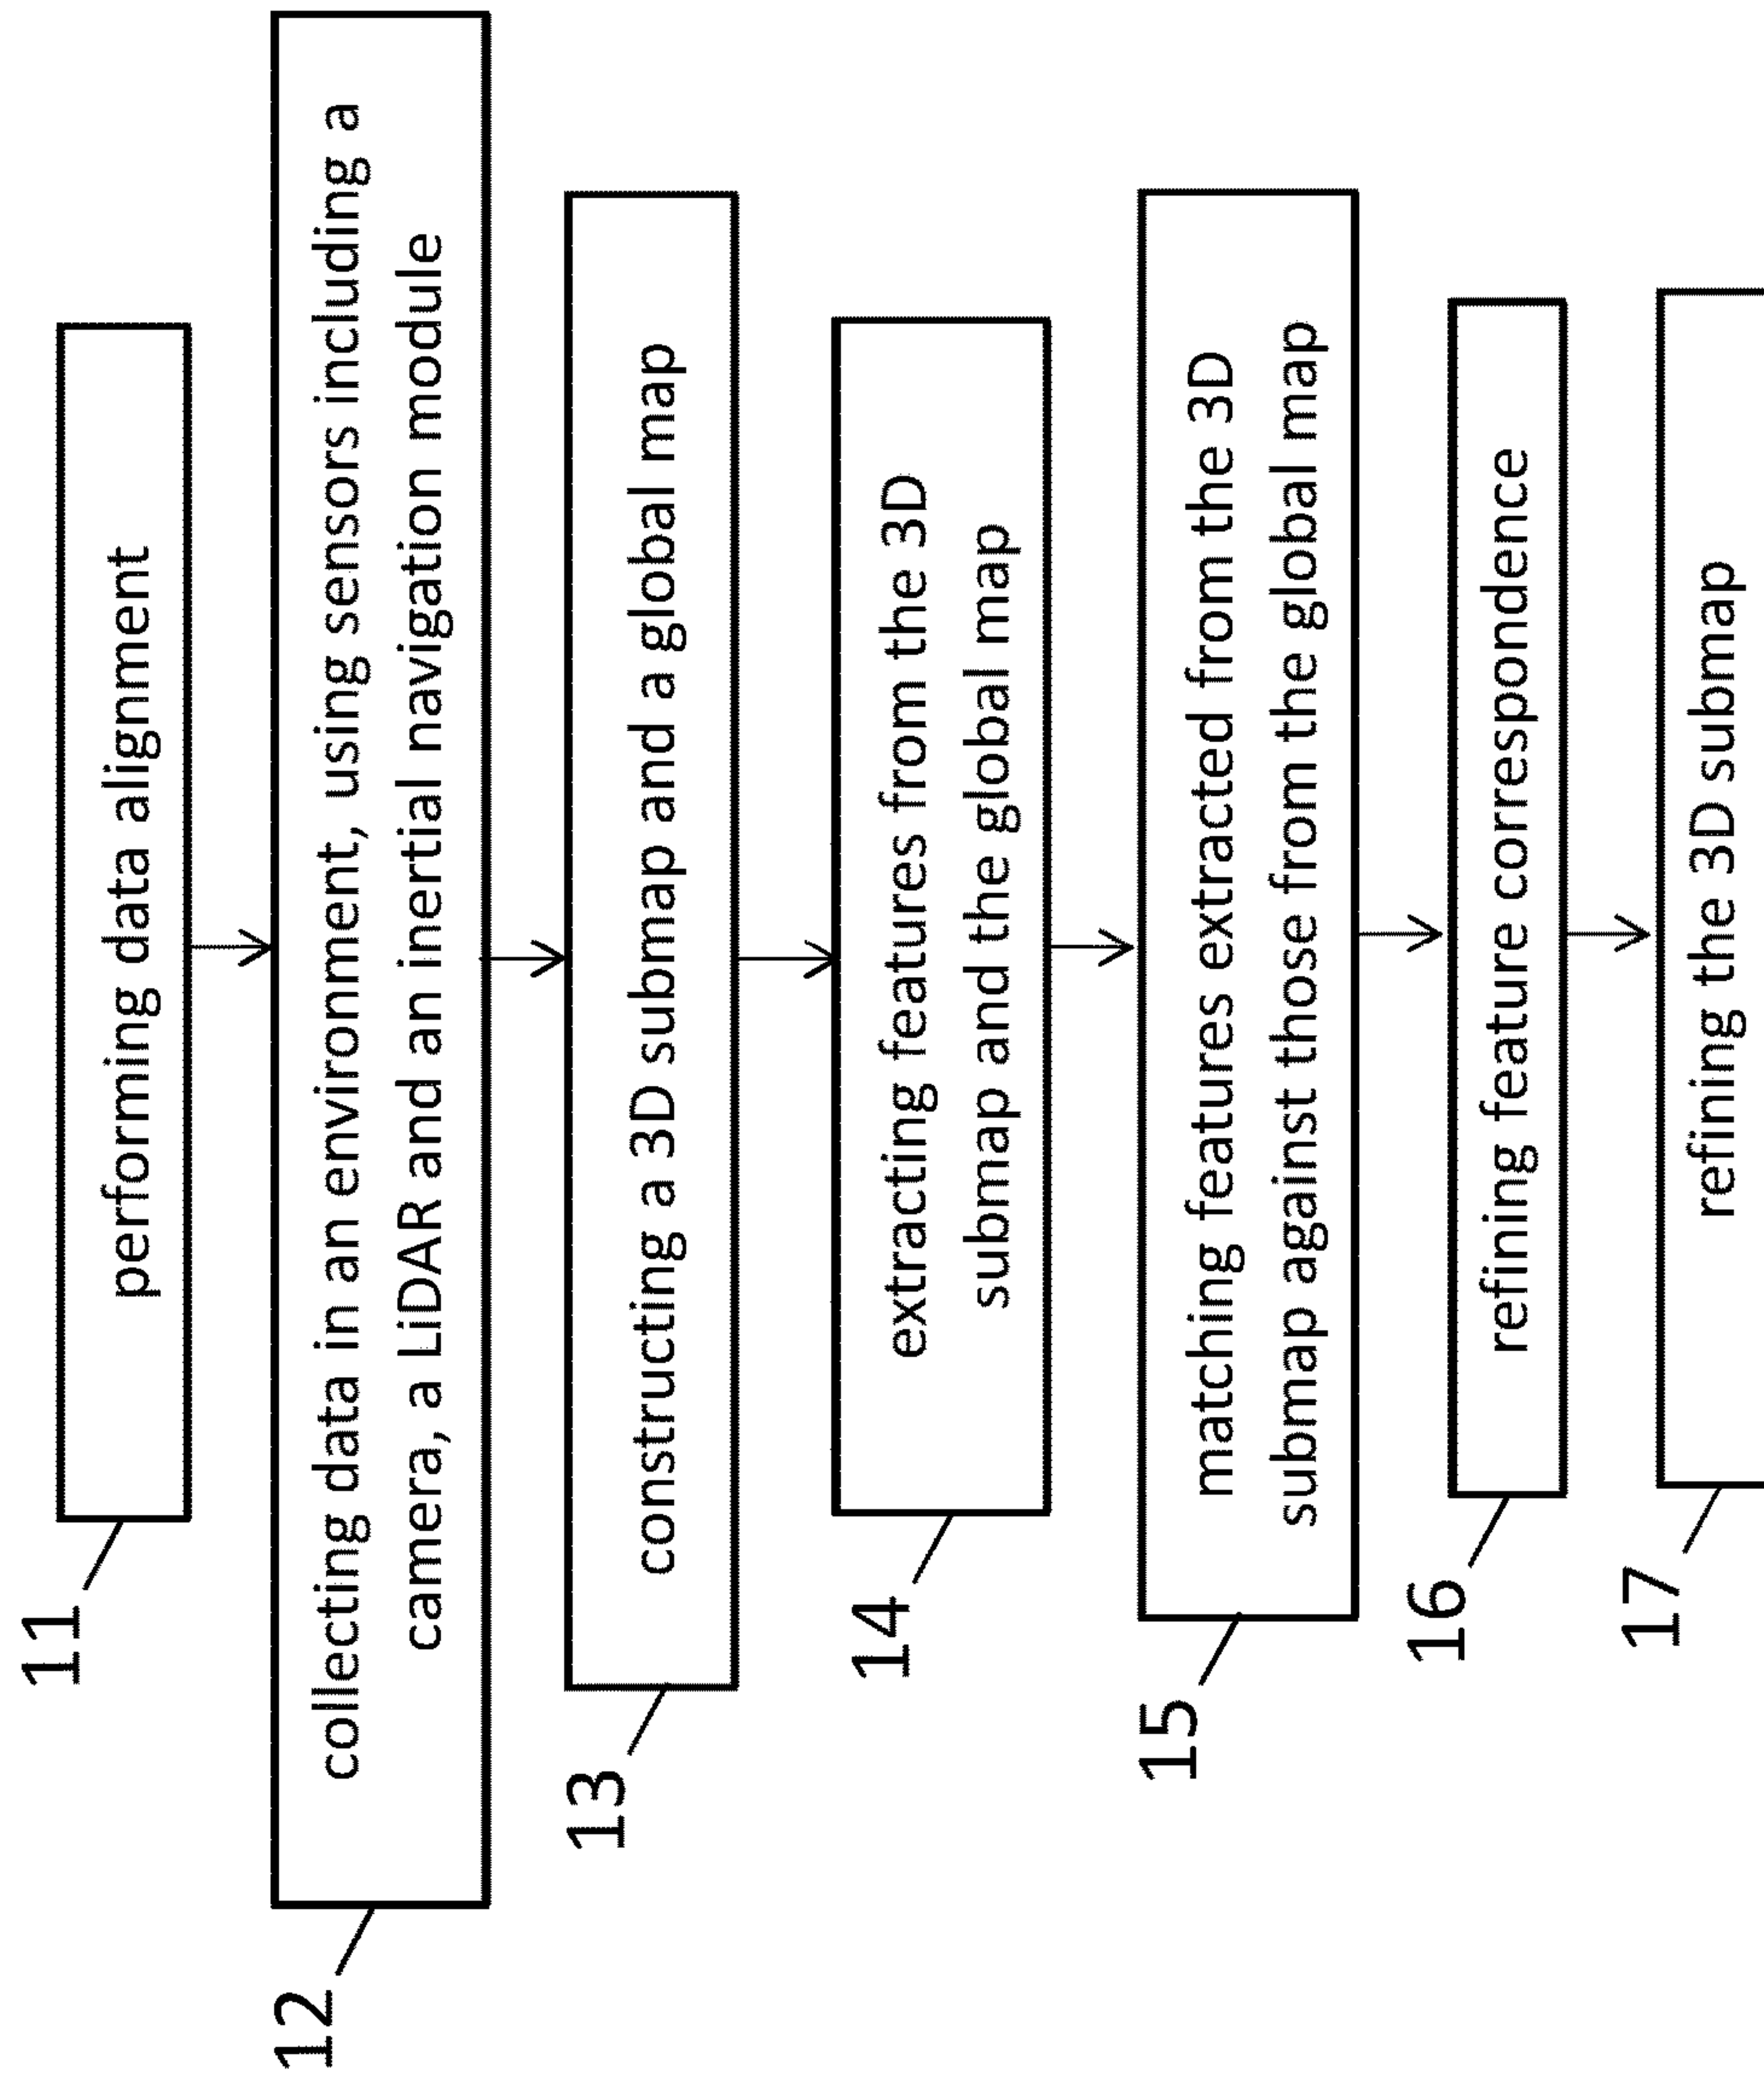 11
performing data alignment
12
collecting data in an environment, using sensors including a
camera, a LiDAR and an inertial navigation module
13
constructing a 3D submap and a global map
14
extracting features from the 3D
submap and the global map
15
matching features extracted from the 3D
submap against those from the global map
16
refining feature correspondence
17
refining the 3D submap